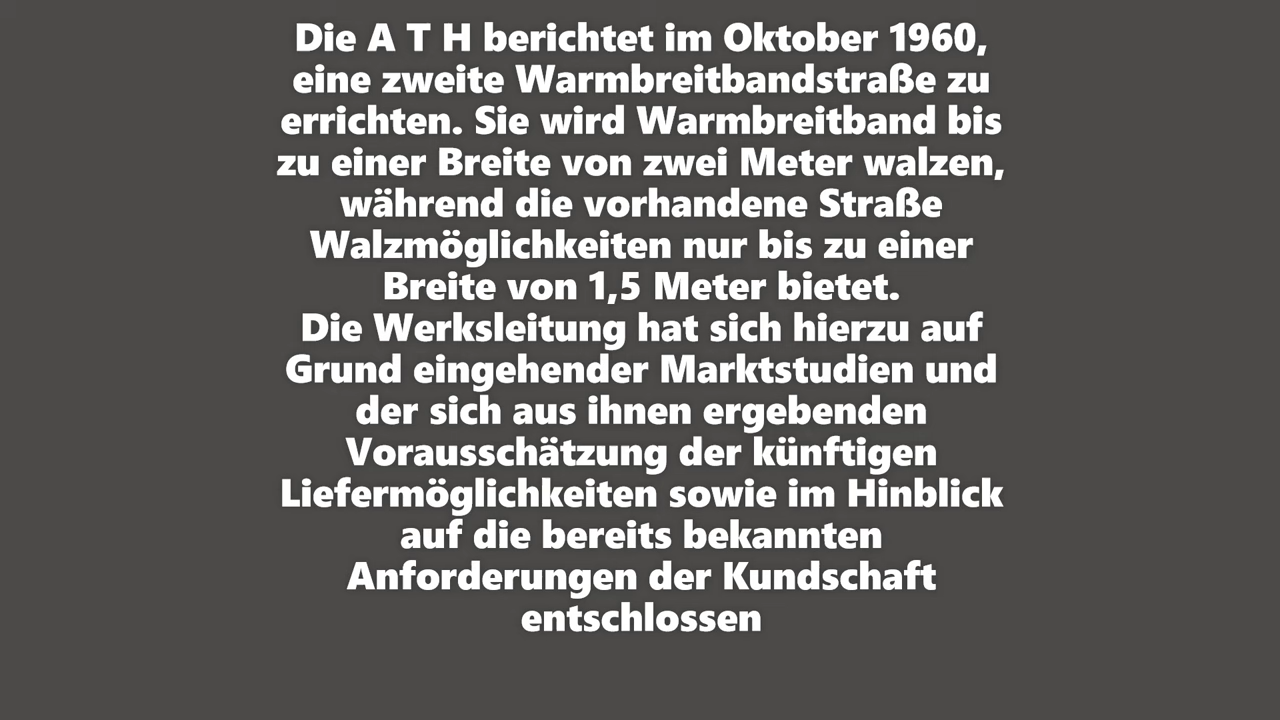 Die A T H berichtet im Oktober 1960,
eine zweite Warmbreitbandstraße zu
errichten. Sie wird Warmbreitband bis
zu einer Breite von zwei Meter walzen,
während die vorhandene Straße
Walzmöglichkeiten nur bis zu einer
Breite von 1,5 Meter bietet.
Die Werksleitung hat sich hierzu auf
Grund eingehender Marktstudien und
der sich aus ihnen ergebenden
Vorausschätzung der künftigen
Liefermöglichkeiten sowie im Hinblick
auf die bereits bekannten
Anforderungen der Kundschaft
entschlossen